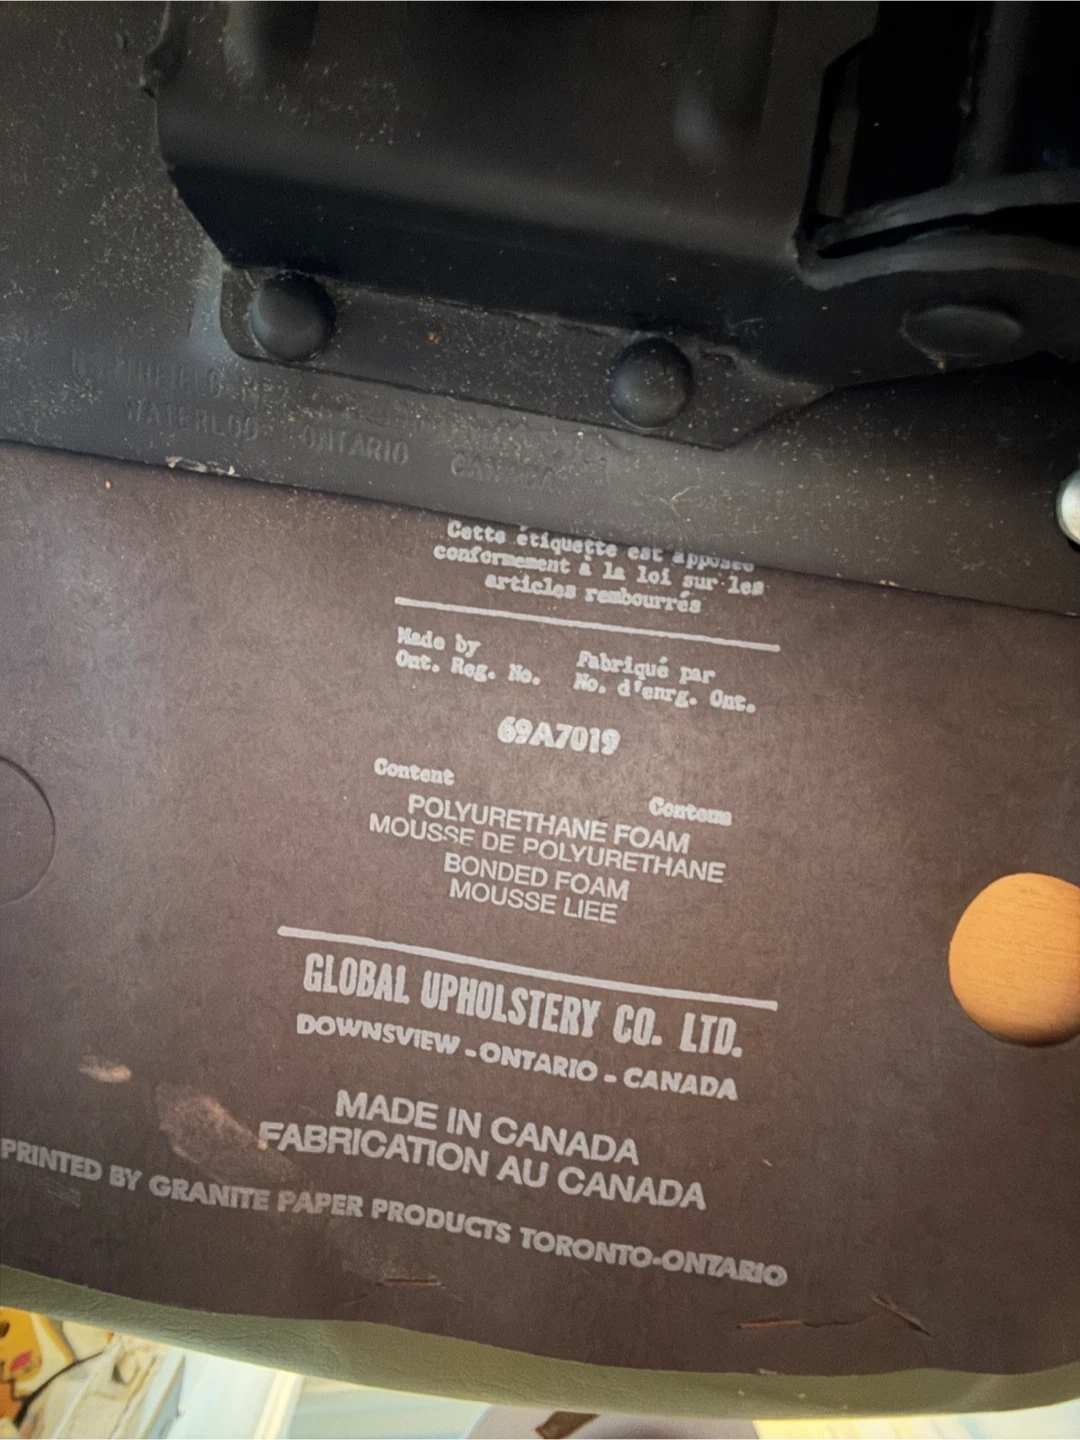 WATERLOO ONTARIO
CANADA
Cette étiquette est apposée
conformement à la loi sur les
articles rembourrés
Made by
Ont. Reg. No.
Fabriqué par
No. d'enrg. Ont.
69A7019
Content
Contenu
POLYURETHANE FOAM
MOUSSE DE POLYURETHANE
BONDED FOAM
MOUSSE LIEE
GLOBAL UPHOLSTERY CO. LTD.
DOWNSVIEW - ONTARIO - CANADA
MADE IN CANADA
FABRICATION AU CANADA
PRINTED BY GRANITE PAPER PRODUCTS TORONTO-ONTARIO